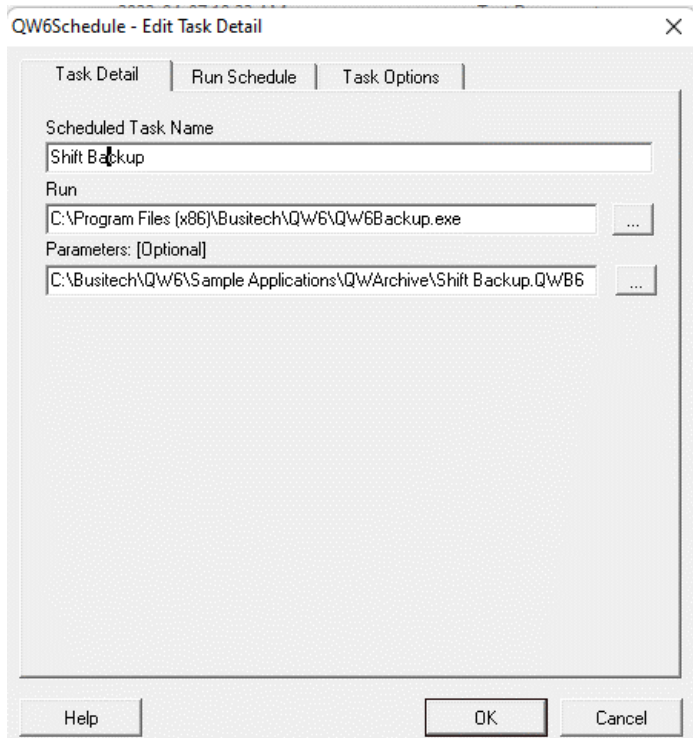 QW6Schedule - Edit Task Detail
Task Detail
Run Schedule
Task Options
Scheduled Task Name
Shift Backup
Run
C:\Program Files (x86)\Busitech\QW6\QW6Backup.exe
...
Parameters: [Optional]
C:\Busitech\QW6\Sample Applications\QWArchive\Shift Backup.QWB6
...
Help
OK
Cancel